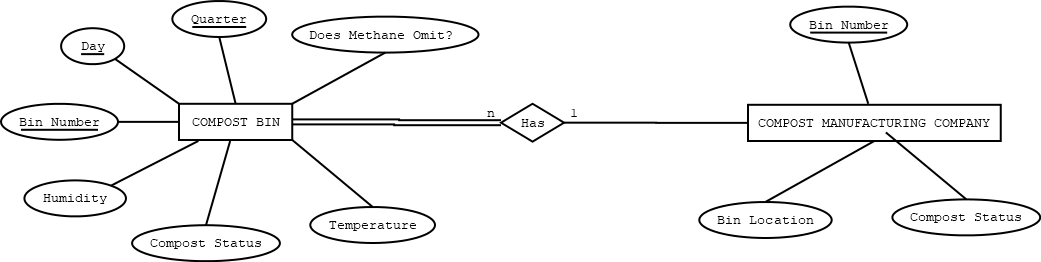 Quarter
Bin Number
Does Methane Omit?
Day
n
1
Bin Number
COMPOST BIN
Has
COMPOST MANUFACTURING COMPANY
Humidity
Compost Status
Temperature
Bin Location
Compost Status